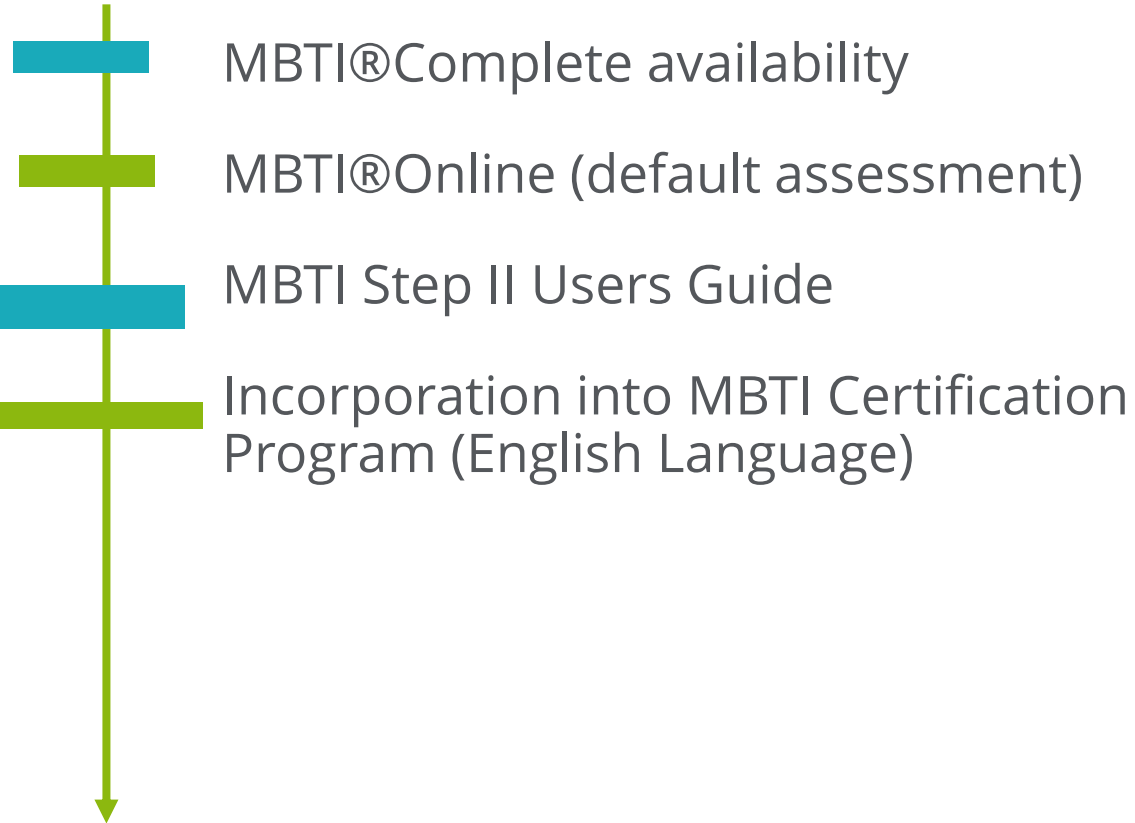 MBTI®Complete availability
MBTI®Online (default assessment)
MBTI Step II Users Guide
Incorporation into MBTI Certification
Program (English Language)